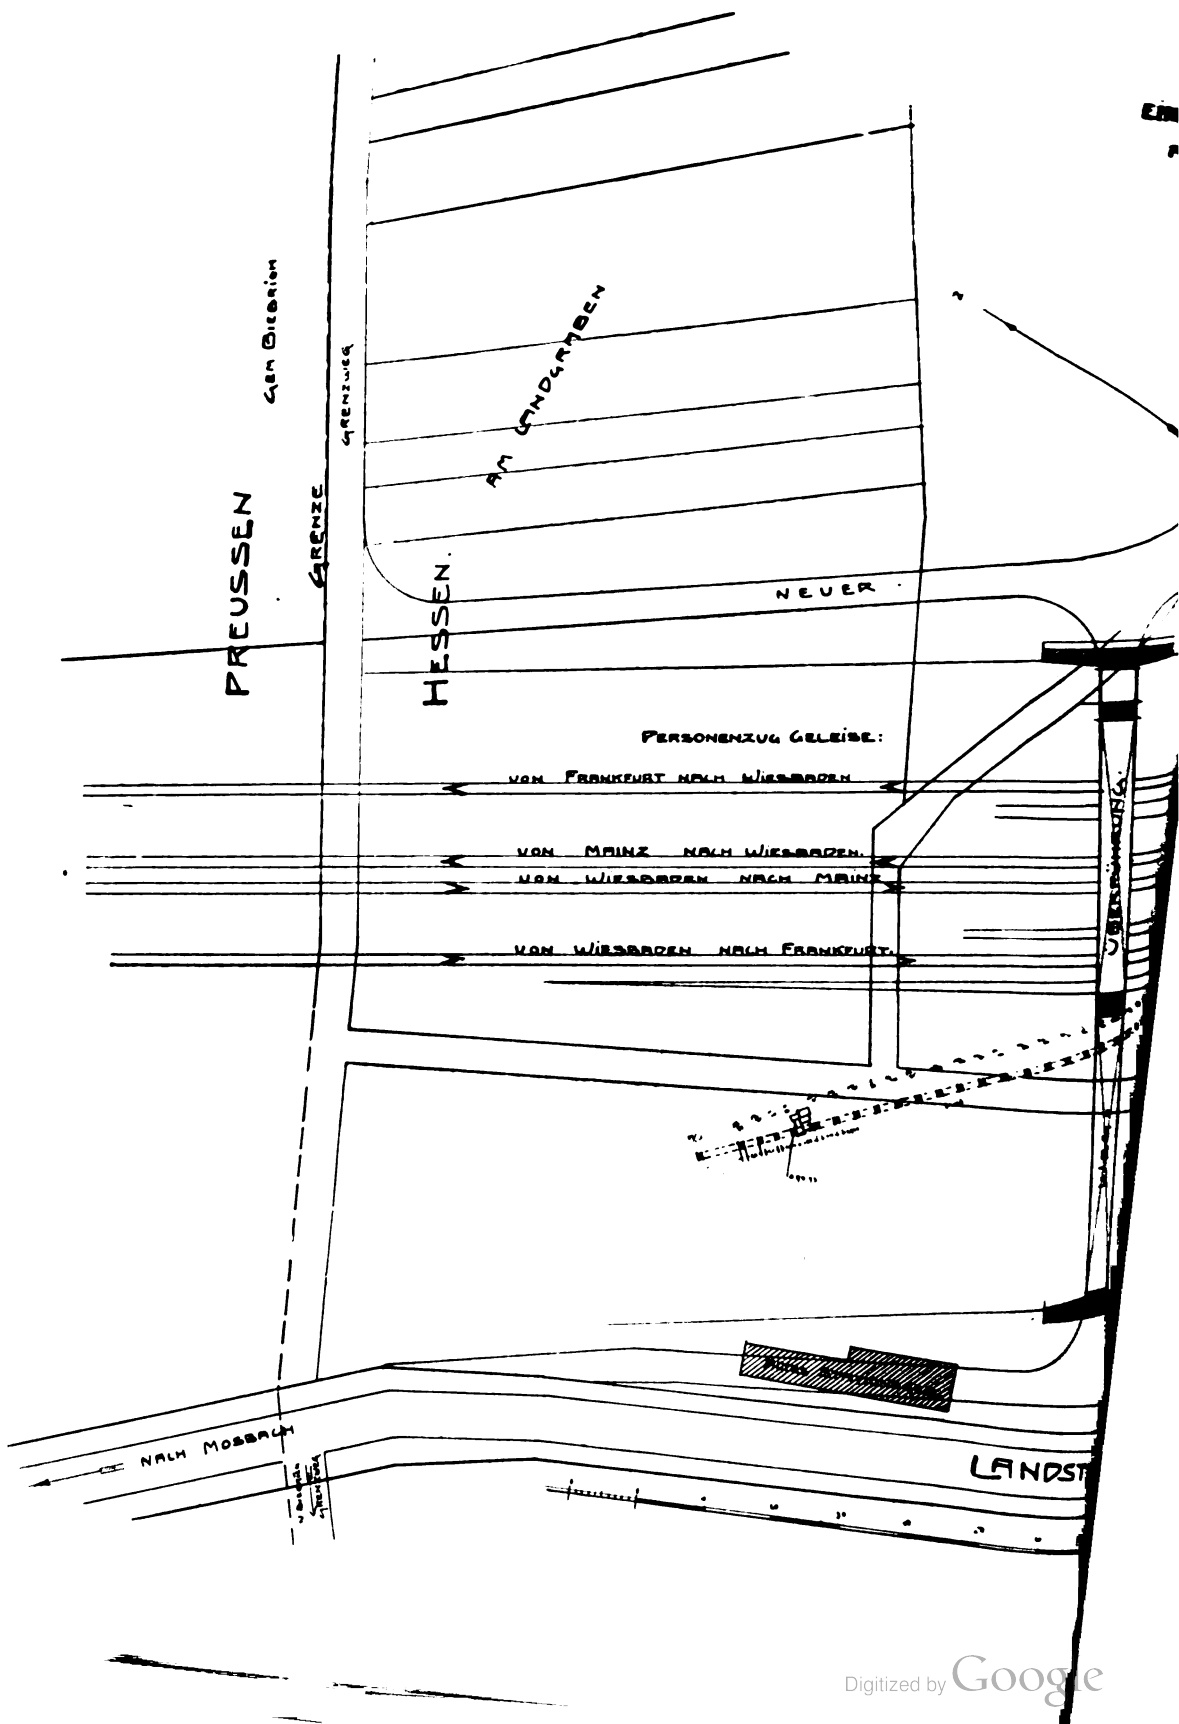 GEM BIEBRICH
GRENZWEG
AM LANDGRABEN
PREUSSEN
GRENZE
HESSEN.
NEUER
PERSONENZUG GELEISE:
VON FRANKFURT NACH WIESBADEN
VON MAINZ NACH WIESBADEN.
VON WIESBADEN NACH MAINZ
VON WIESBADEN NACH FRANKFURT.
ÜBERFÜHRUNG.
NACH MOSBACH
LANDST
Digitized by Google